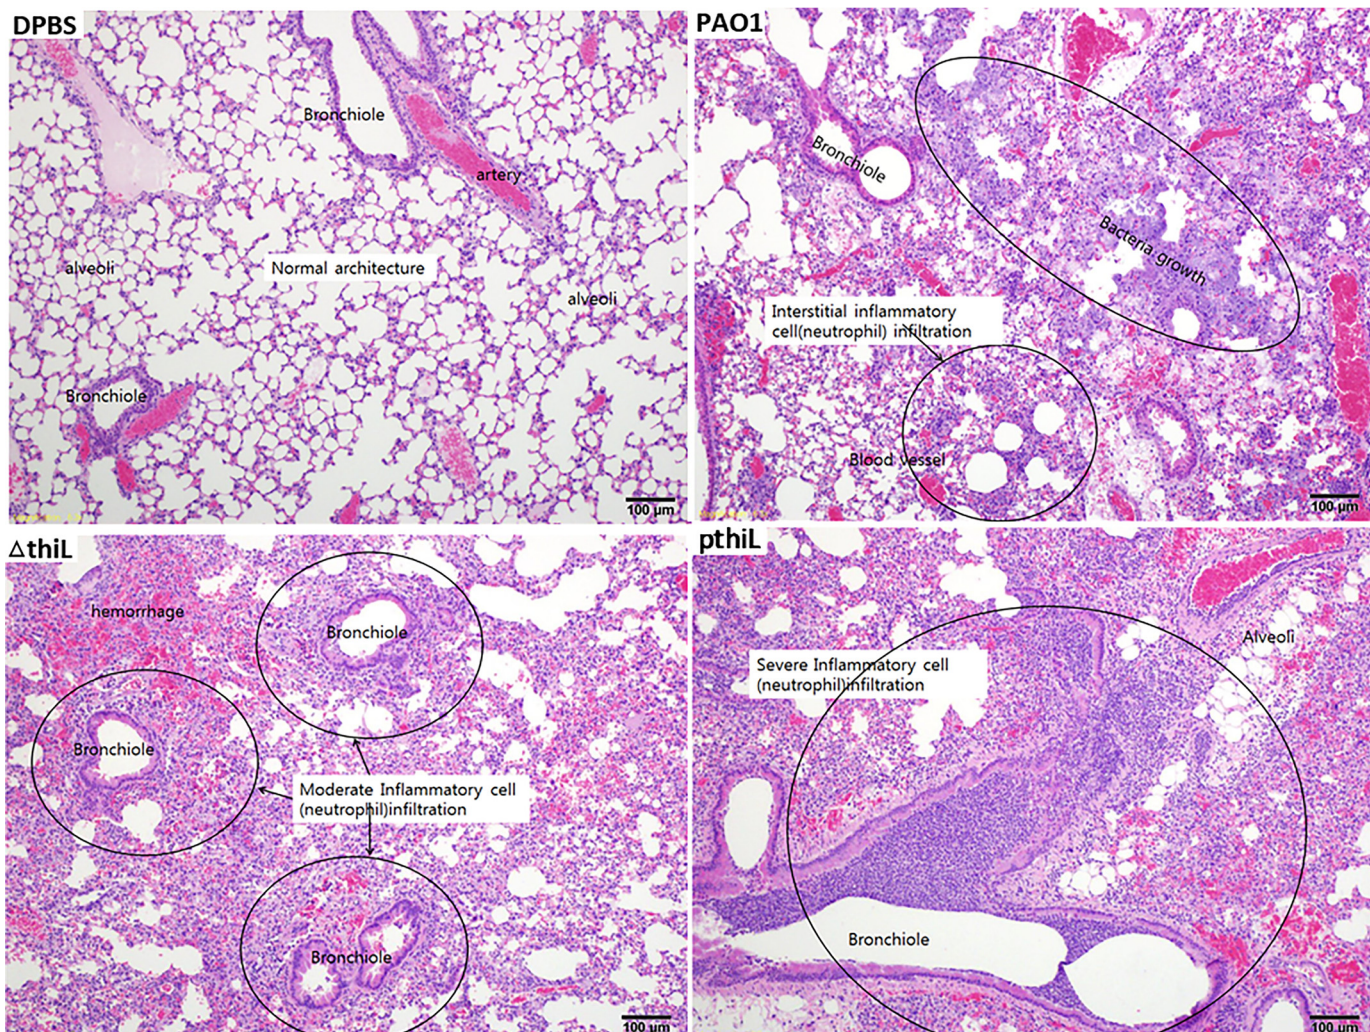 DPBS
Bronchiole
artery
alveoli
Normal architecture
alveoli
Bronchiole
100 µm
PAO1
Bronchiole
Bacteria growth
Interstitial inflammatory
cell(neutrophil) infiltration
Blood vessel
100 µm
ΔthiL
hemorrhage
Bronchiole
Bronchiole
Moderate Inflammatory cell
(neutrophil)infiltration
Bronchiole
100 µm
pthiL
Alveoli
Severe Inflammatory cell
(neutrophil)infiltration
Bronchiole
100 µm